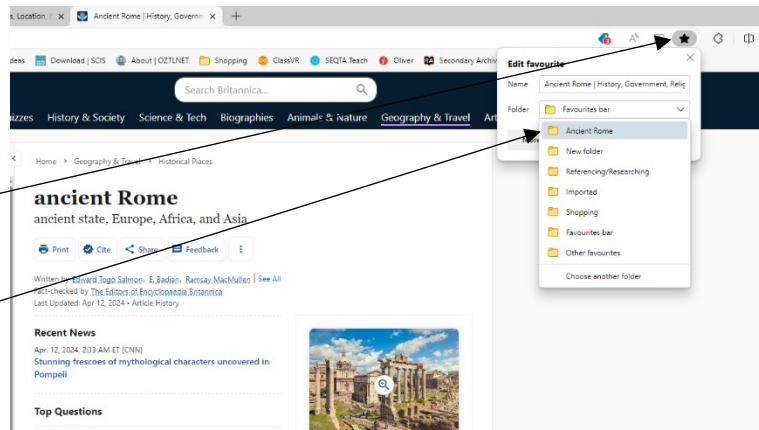 s, Location, / X Ancient Rome | History, Governm X +
deas Download | SCIS About | OZTLNET Shopping ClassVR SEQTA Teach Oliver Secondary Archiv
Search Britannica...
izzes History & Society Science & Tech Biographies Animals & Nature Geography & Travel Art
Home > Geography & Travel > Historical Places
ancient Rome
ancient state, Europe, Africa, and Asia
Print Cite Share Feedback
Written by Edward Togo Salmon, E. Badian, Ramsay MacMullen | See All
Fact-checked by The Editors of Encyclopaedia Britannica
Last Updated: Apr 12, 2024 • Article History
Recent News
Apr. 12, 2024, 2:33 AM ET (CNN)
Stunning frescoes of mythological characters uncovered in
Pompeii
Top Questions
Edit favourite
Name Ancient Rome | History, Government, Relig
Folder Favourites bar
More
Ancient Rome
New folder
Referencing/Researching
Imported
Shopping
Favourites bar
Other favourites
Choose another folder